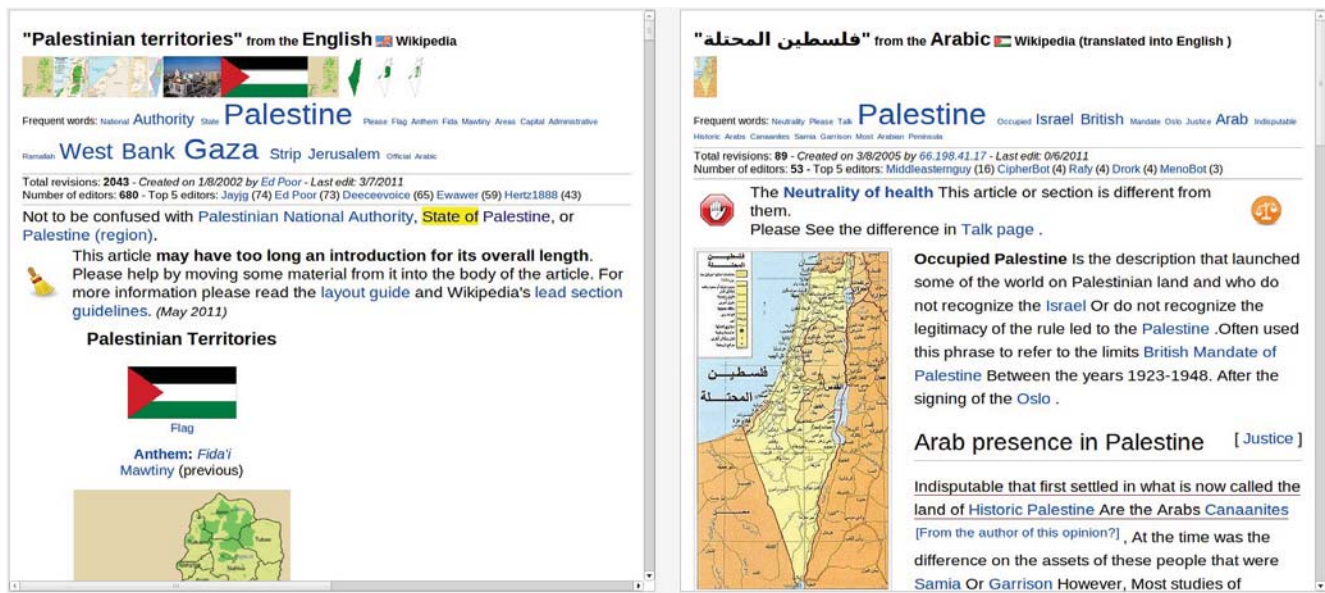 "Palestinian territories" from the English Wikipedia
Frequent words: National Authority State Palestine Please Flag Anthem Fida Mawtiny Areas Capital Administrative
Ramallah West Bank Gaza Strip Jerusalem Official Arabic
Total revisions: 2043 - Created on 1/8/2002 by Ed Poor - Last edit: 3/7/2011
Number of editors: 680 - Top 5 editors: Jayjg (74) Ed Poor (73) Deeceevoice (65) Ewawer (59) Hertz1888 (43)
Not to be confused with Palestinian National Authority, State of Palestine, or
Palestine (region).
This article may have too long an introduction for its overall length.
Please help by moving some material from it into the body of the article. For
more information please read the layout guide and Wikipedia's lead section
guidelines. (May 2011)
Palestinian Territories
Flag
Anthem: Fida'i
Mawtiny (previous)
"فلسطين المحتلة" from the Arabic Wikipedia (translated into English )
Frequent words: Neutrality Please Talk Palestine Occupied Israel British Mandate Oslo Justice Arab Indisputable
Historic Arabs Canaanites Samia Garrison Most Arabian Peninsula
Total revisions: 89 - Created on 3/8/2005 by 66.198.41.17 - Last edit: 0/6/2011
Number of editors: 53 - Top 5 editors: Middleasternguy (16) CipherBot (4) Rafy (4) Drork (4) MenoBot (3)
The Neutrality of health This article or section is different from
them.
Please See the difference in Talk page .
فلسطين
المحتلة
فلسطين
المحتلة
Occupied Palestine Is the description that launched
some of the world on Palestinian land and who do
not recognize the Israel Or do not recognize the
legitimacy of the rule led to the Palestine .Often used
this phrase to refer to the limits British Mandate of
Palestine Between the years 1923-1948. After the
signing of the Oslo .
Arab presence in Palestine [ Justice ]
Indisputable that first settled in what is now called the
land of Historic Palestine Are the Arabs Canaanites
[From the author of this opinion?] , At the time was the
difference on the assets of these people that were
Samia Or Garrison However, Most studies of